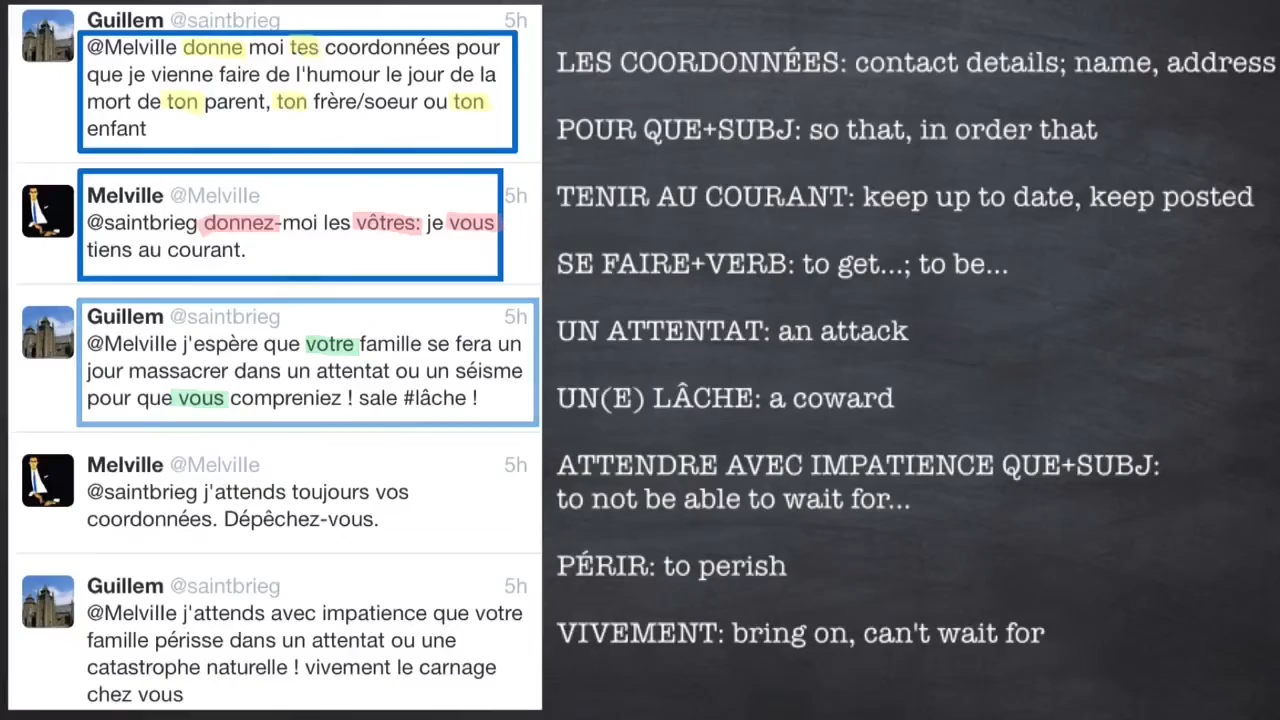 Guillem @saintbrieg 5h
@Melville donne moi tes coordonnées pour
que je vienne faire de l'humour le jour de la
mort de ton parent, ton frère/soeur ou ton
enfant
Melville @Melville 5h
@saintbrieg donnez-moi les vôtres: je vous
tiens au courant.
Guillem @saintbrieg 5h
@Melville j'espère que votre famille se fera un
jour massacrer dans un attentat ou un séisme
pour que vous compreniez ! sale #lâche !
Melville @Melville 5h
@saintbrieg j'attends toujours vos
coordonnées. Dépêchez-vous.
Guillem @saintbrieg 5h
@Melville j'attends avec impatience que votre
famille périsse dans un attentat ou une
catastrophe naturelle ! vivement le carnage
chez vous
LES COORDONNÉES: contact details; name, address
POUR QUE+SUBJ: so that, in order that
TENIR AU COURANT: keep up to date, keep posted
SE FAIRE+VERB: to get...; to be...
UN ATTENTAT: an attack
UN(E) LÂCHE: a coward
ATTENDRE AVEC IMPATIENCE QUE+SUBJ:
to not be able to wait for...
PÉRIR: to perish
VIVEMENT: bring on, can't wait for